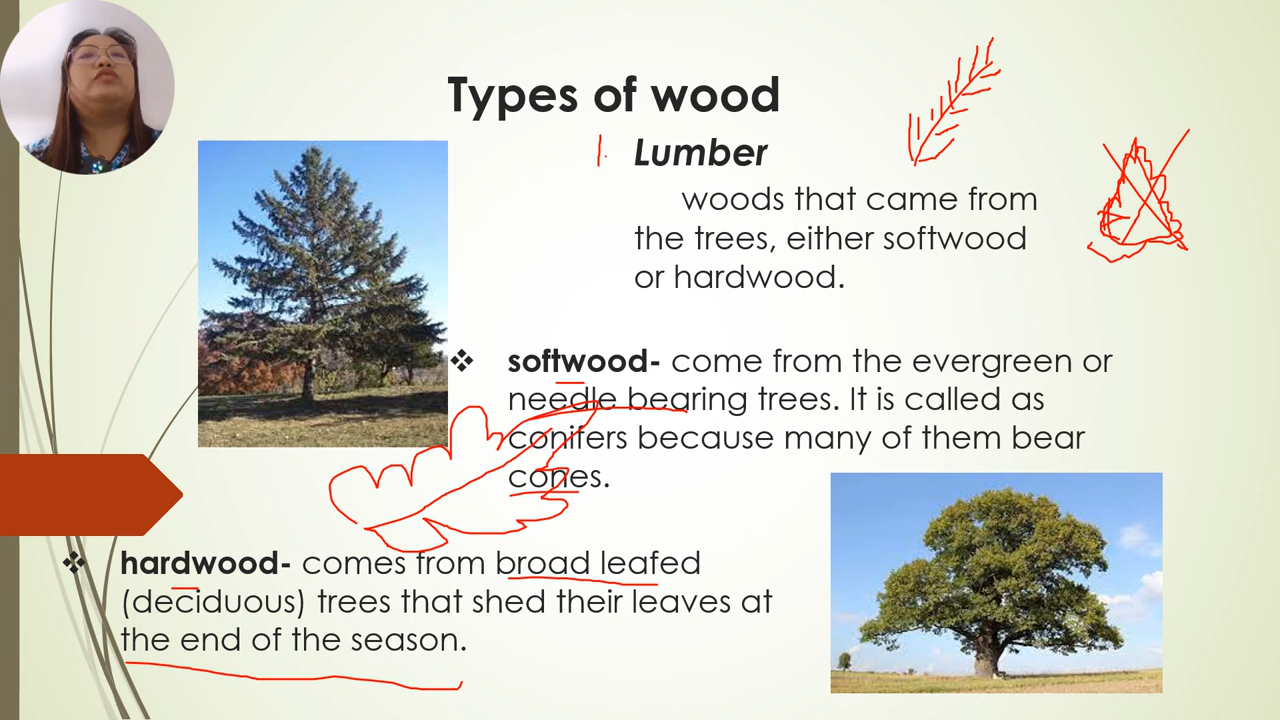 Types of wood
1. Lumber
woods that came from
the trees, either softwood
or hardwood.
❖ softwood- come from the evergreen or
needle bearing trees. It is called as
conifers because many of them bear
cones.
❖ hardwood- comes from broad leafed
(deciduous) trees that shed their leaves at
the end of the season.